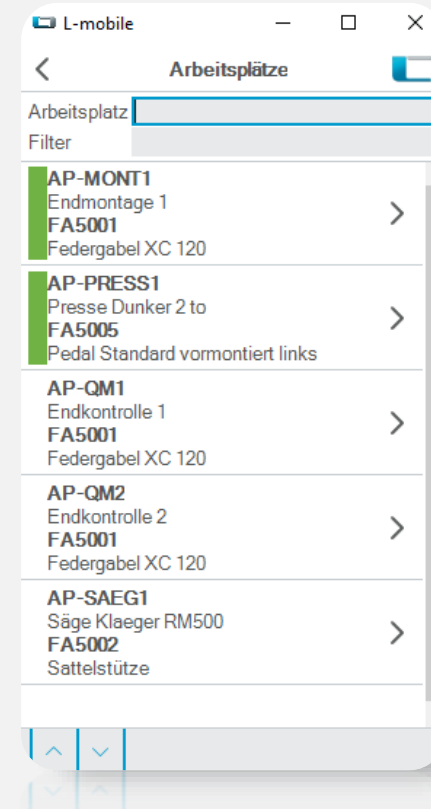 L-mobile
Arbeitsplätze
Arbeitsplatz
Filter
AP-MONT1
Endmontage 1
FA5001
Federgabel XC 120
AP-PRESS1
Presse Dunker 2 to
FA5005
Pedal Standard vormontiert links
AP-QM1
Endkontrolle 1
FA5001
Federgabel XC 120
AP-QM2
Endkontrolle 2
FA5001
Federgabel XC 120
AP-SAEG1
Säge Klaeger RM500
FA5002
Sattelstütze